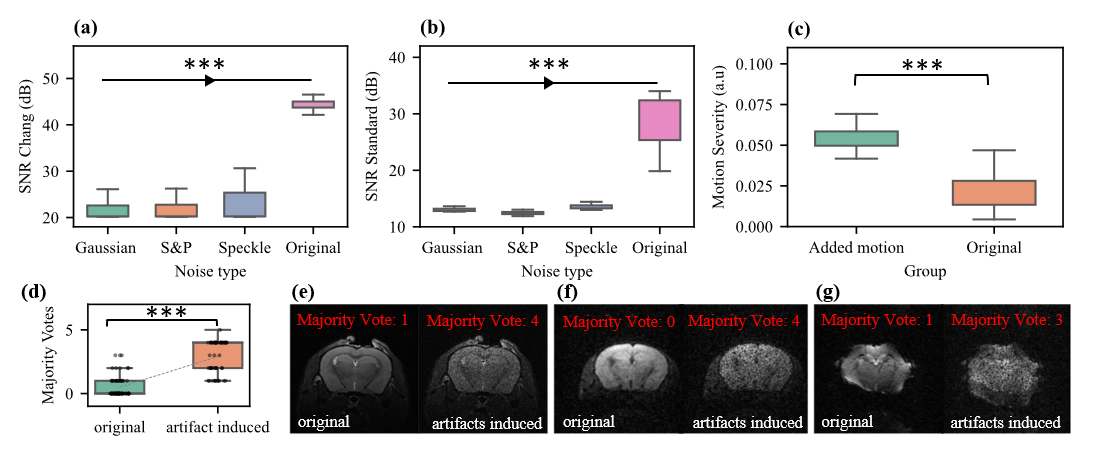 (a)
***
SNR Chang (dB)
50
40
30
20
Gaussian S&P Speckle Original
Noise type
(b)
***
SNR Standard (dB)
40
30
20
10
Gaussian S&P Speckle Original
Noise type
(c)
***
Motion Severity (a.u)
0.100
0.075
0.050
0.025
0.000
Added motion Original
Group
(d)
***
Majority Votes
5
0
original artifact induced
(e)
Majority Vote: 1 Majority Vote: 4
original artifacts induced
(f)
Majority Vote: 0 Majority Vote: 4
original artifacts induced
(g)
Majority Vote: 1 Majority Vote: 3
original artifacts induced